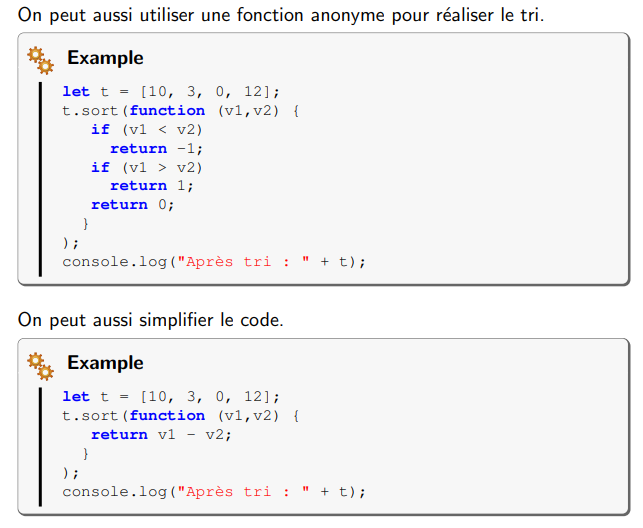 On peut aussi utiliser une fonction anonyme pour réaliser le tri.
Example
let t = [10, 3, 0, 12];
t.sort(function (v1,v2) {
   if (v1 < v2)
     return -1;
   if (v1 > v2)
     return 1;
   return 0;
  }
);
console.log("Après tri : " + t);
On peut aussi simplifier le code.
Example
let t = [10, 3, 0, 12];
t.sort(function (v1,v2) {
   return v1 - v2;
  }
);
console.log("Après tri : " + t);